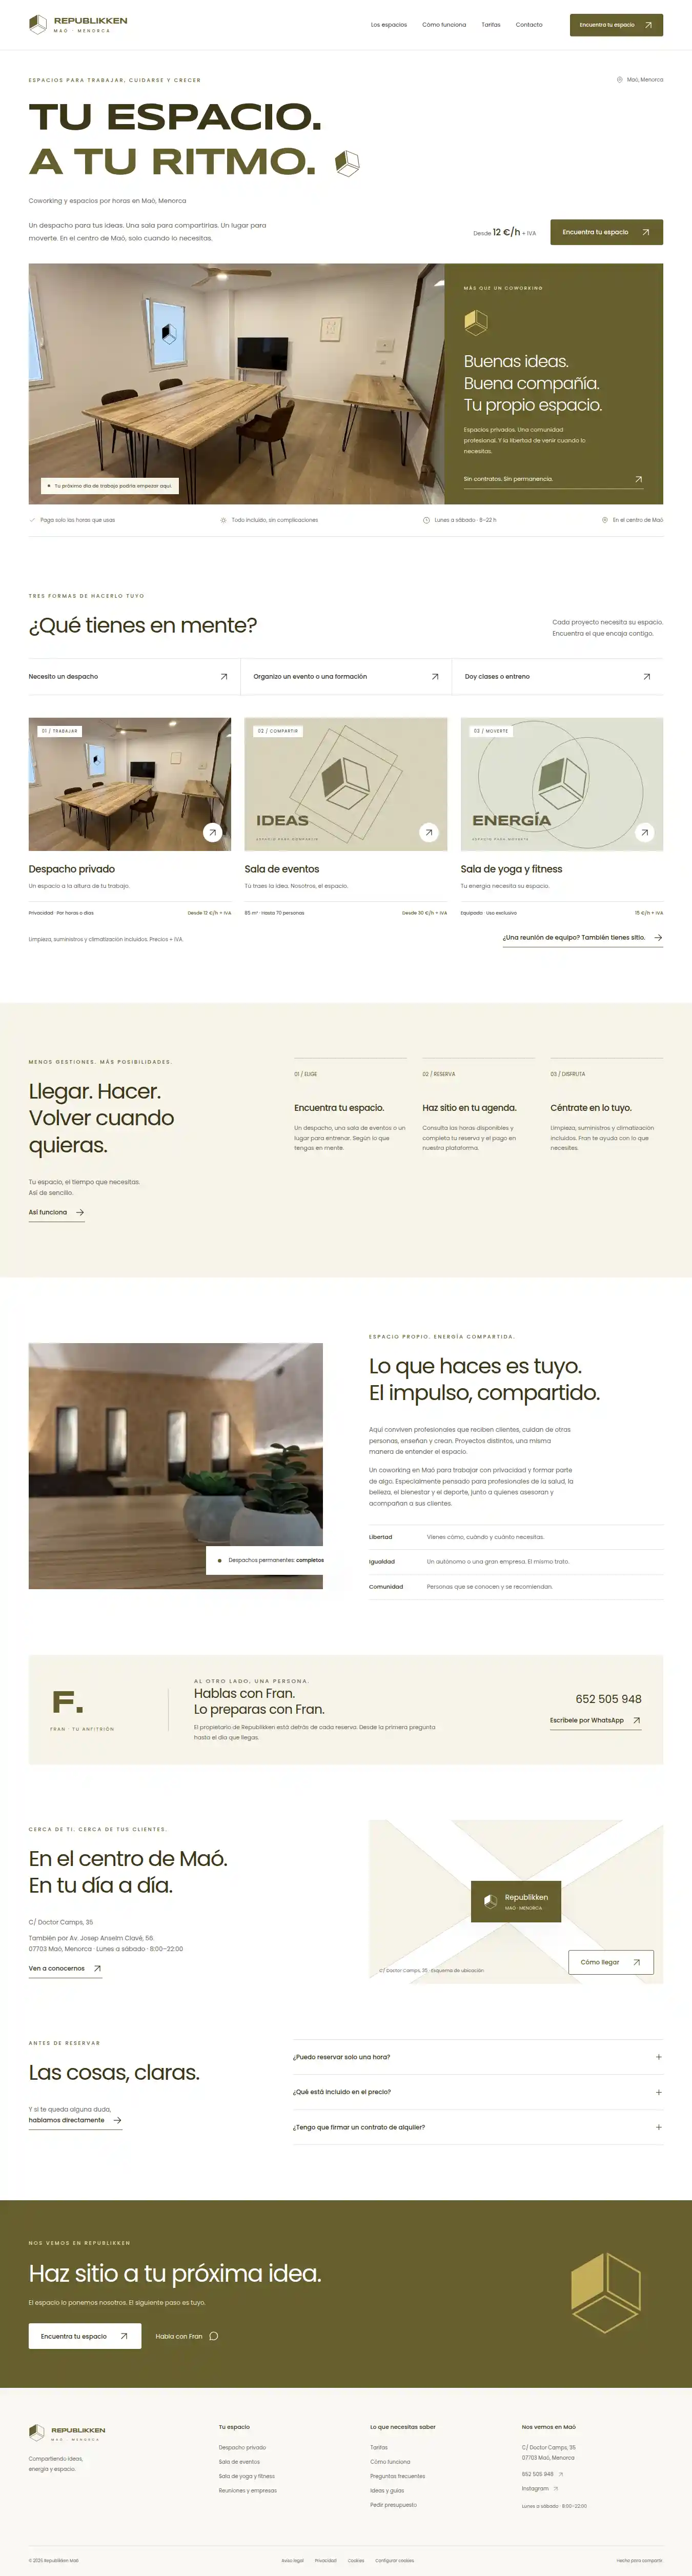 REPUBLIKKEN
MAÓ · MENORCA
Los espacios
Cómo funciona
Tarifas
Contacto
Encuentra tu espacio
ESPACIOS PARA TRABAJAR, CUIDARSE Y CRECER
Maó, Menorca
TU ESPACIO.
A TU RITMO.
Coworking y espacios por horas en Maó, Menorca
Un despacho para tus ideas. Una sala para compartirlas. Un lugar para
moverte. En el centro de Maó, solo cuando lo necesitas.
Desde 12 €/h + IVA
Encuentra tu espacio
MÁS QUE UN COWORKING
Buenas ideas.
Buena compañía.
Tu propio espacio.
Espacios privados. Una comunidad
profesional. Y la libertad de venir cuando lo
necesitas.
Sin contratos. Sin permanencia.
Tu próximo día de trabajo podría empezar aquí.
Paga solo las horas que usas
Todo incluido, sin complicaciones
Lunes a sábado · 8–22 h
En el centro de Maó
TRES FORMAS DE HACERLO TUYO
¿Qué tienes en mente?
Cada proyecto necesita su espacio.
Encuentra el que encaja contigo.
Necesito un despacho
Organizo un evento o una formación
Doy clases o entreno
01 / TRABAJAR
02 / COMPARTIR
IDEAS
ESPACIO PARA COMPARTIR
03 / MOVERTE
ENERGÍA
ESPACIO PARA MOVERTE
Despacho privado
Un espacio a la altura de tu trabajo.
Privacidad · Por horas o días
Desde 12 €/h + IVA
Sala de eventos
Tú traes la idea. Nosotros, el espacio.
85 m² · Hasta 70 personas
Desde 30 €/h + IVA
Sala de yoga y fitness
Tu energía necesita su espacio.
Equipada · Uso exclusivo
15 €/h + IVA
Limpieza, suministros y climatización incluidos. Precios + IVA.
¿Una reunión de equipo? También tienes sitio.
MENOS GESTIONES. MÁS POSIBILIDADES.
Llegar. Hacer.
Volver cuando
quieras.
Tu espacio, el tiempo que necesitas.
Así de sencillo.
Así funciona
01 / ELIGE
Encuentra tu espacio.
Un despacho, una sala de eventos o un
lugar para entrenar. Según lo que
tengas en mente.
02 / RESERVA
Haz sitio en tu agenda.
Consulta las horas disponibles y
completa tu reserva y el pago en
nuestra plataforma.
03 / DISFRUTA
Céntrate en lo tuyo.
Limpieza, suministros y climatización
incluidos. Fran te ayuda con lo que
necesites.
ESPACIO PROPIO. ENERGÍA COMPARTIDA.
Lo que haces es tuyo.
El impulso, compartido.
Aquí conviven profesionales que reciben clientes, cuidan de otras
personas, enseñan y crean. Proyectos distintos, una misma
manera de entender el espacio.
Un coworking en Maó para trabajar con privacidad y formar parte
de algo. Especialmente pensado para profesionales de la salud, la
belleza, el bienestar y el deporte, junto a quienes asesoran y
acompañan a sus clientes.
Despachos permanentes: completos
Libertad
Vienes cómo, cuándo y cuánto necesitas.
Igualdad
Un autónomo o una gran empresa. El mismo trato.
Comunidad
Personas que se conocen y se recomiendan.
F.
FRAN · TU ANFITRIÓN
AL OTRO LADO, UNA PERSONA.
Hablas con Fran.
Lo preparas con Fran.
El propietario de Republikken está detrás de cada reserva. Desde la primera pregunta
hasta el día que llegas.
652 505 948
Escríbele por WhatsApp
CERCA DE TI. CERCA DE TUS CLIENTES.
En el centro de Maó.
En tu día a día.
C/ Doctor Camps, 35
También por Av. Josep Anselm Clavé, 56.
07703 Maó, Menorca · Lunes a sábado · 8:00–22:00
Ven a conocernos
Republikken
MAÓ · MENORCA
C/ Doctor Camps, 35 · Esquema de ubicación
Cómo llegar
ANTES DE RESERVAR
Las cosas, claras.
Y si te queda alguna duda,
hablamos directamente
¿Puedo reservar solo una hora?
¿Qué está incluido en el precio?
¿Tengo que firmar un contrato de alquiler?
NOS VEMOS EN REPUBLIKKEN
Haz sitio a tu próxima idea.
El espacio lo ponemos nosotros. El siguiente paso es tuyo.
Encuentra tu espacio
Habla con Fran
REPUBLIKKEN
MAÓ · MENORCA
Compartiendo ideas,
energía y espacio.
Tu espacio
Despacho privado
Sala de eventos
Sala de yoga y fitness
Reuniones y empresas
Lo que necesitas saber
Tarifas
Cómo funciona
Preguntas frecuentes
Ideas y guías
Pedir presupuesto
Nos vemos en Maó
C/ Doctor Camps, 35
07703 Maó, Menorca
652 505 948
Instagram
Lunes a sábado · 8:00–22:00
© 2026 Republikken Maó
Aviso legal
Privacidad
Cookies
Configurar cookies
Hecho para compartir.